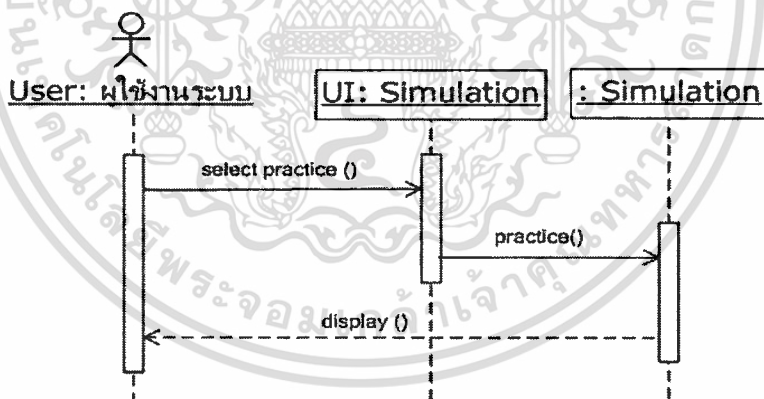 User: ผู้ใช้งานระบบ
UI: Simulation
: Simulation
select practice ()
practice()
display ()